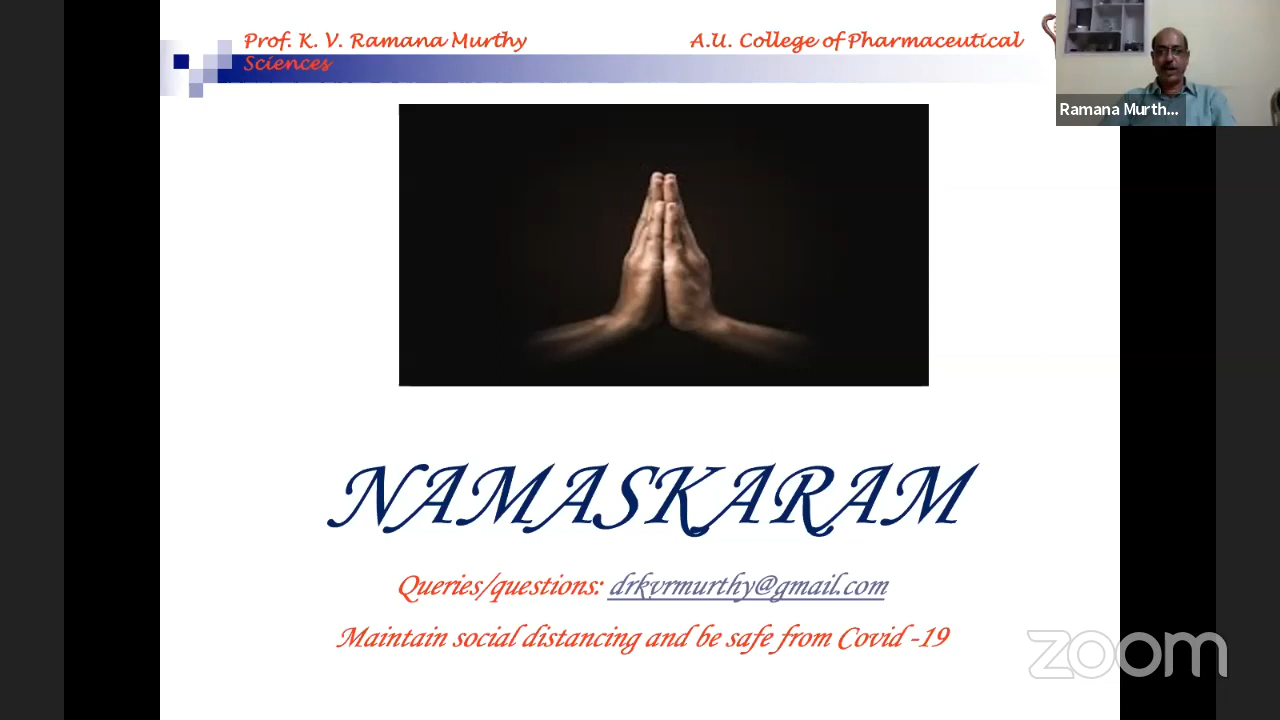 Prof. K. V. Ramana Murthy A.U. College of Pharmaceutical
Sciences
Ramana Murth...
NAMASKARAM
Queries/questions: drkvrmurthy@gmail.com
Maintain social distancing and be safe from Covid -19
zoom